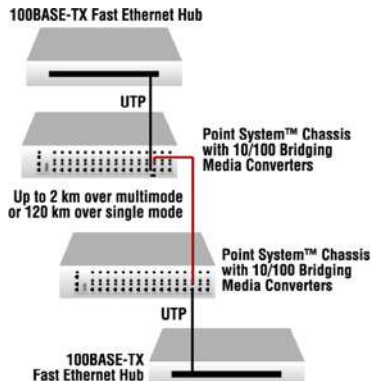 100BASE-TX Fast Ethernet Hub
UTP
Point System™ Chassis
with 10/100 Bridging
Media Converters
Up to 2 km over multimode
or 120 km over single mode
Point System™ Chassis
with 10/100 Bridging
Media Converters
UTP
100BASE-TX
Fast Ethernet Hub